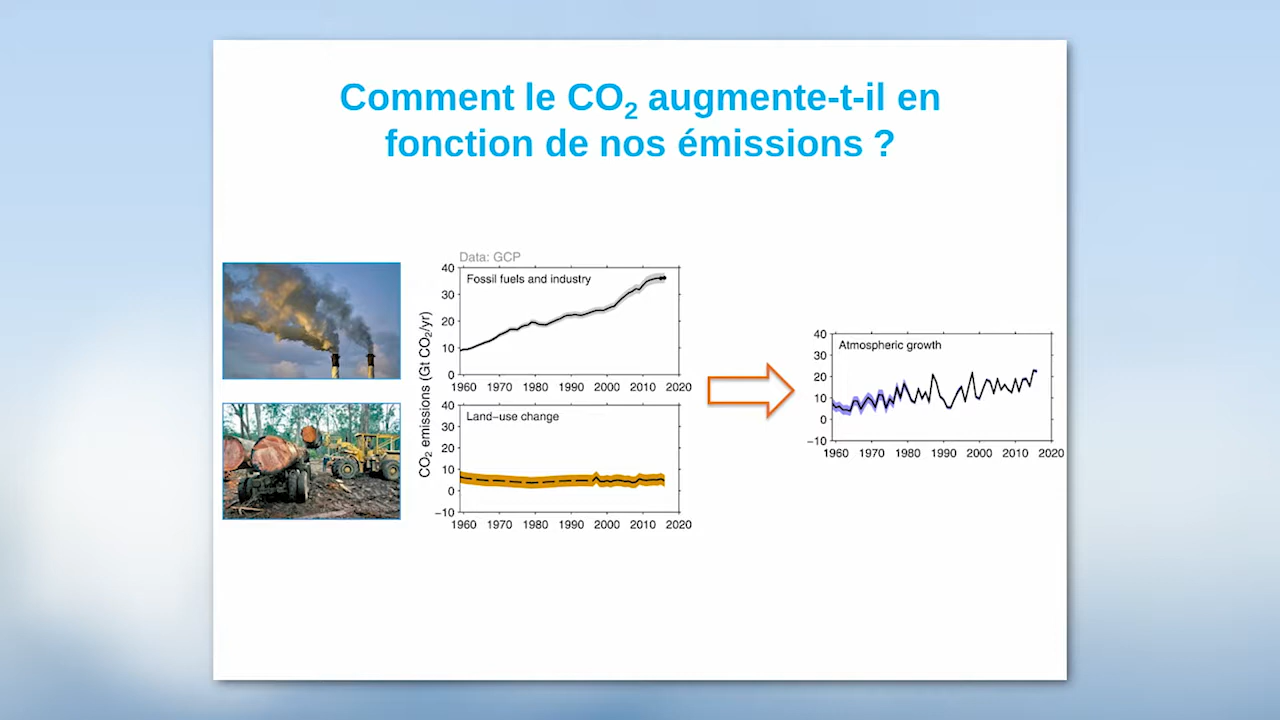 Comment le CO2 augmente-t-il en
fonction de nos émissions ?
Data: GCP
CO2 emissions (Gt CO2/yr)
Fossil fuels and industry
40
30
20
10
0
1960 1970 1980 1990 2000 2010 2020
Land−use change
40
30
20
10
0
−10
1960 1970 1980 1990 2000 2010 2020
Atmospheric growth
40
30
20
10
0
−10
1960 1970 1980 1990 2000 2010 2020